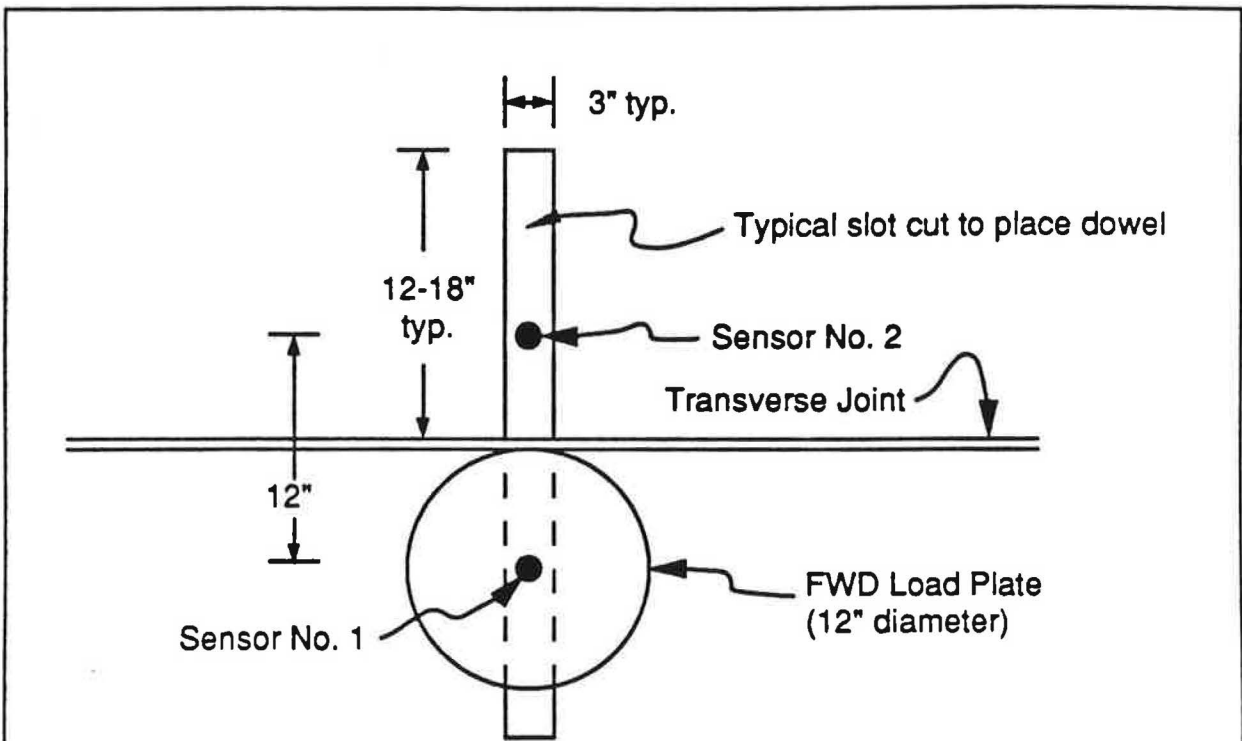 3" typ.
Typical slot cut to place dowel
12-18"
typ.
Sensor No. 2
Transverse Joint
12"
FWD Load Plate
(12" diameter)
Sensor No. 1